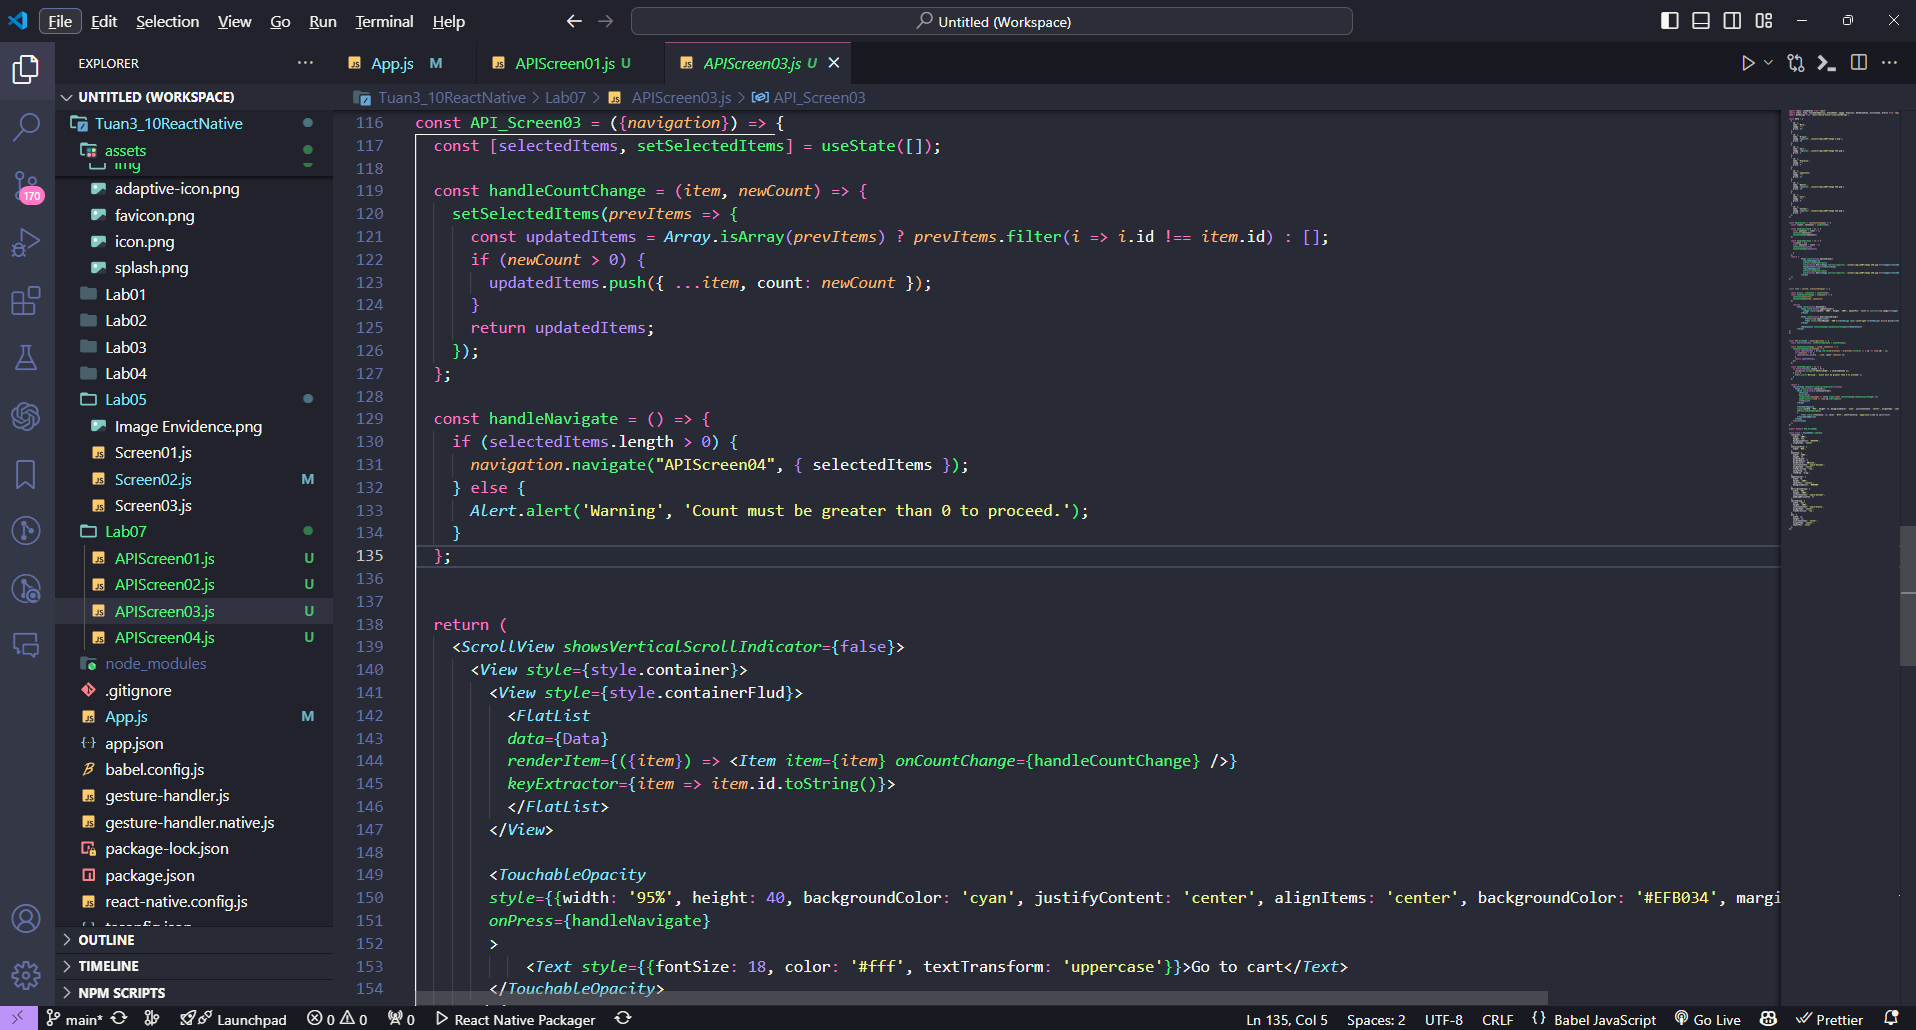 File Edit Selection View Go Run Terminal Help
Untitled (Workspace)
EXPLORER
App.js M
APIScreen01.js U
APIScreen03.js U
UNTITLED (WORKSPACE)
Tuan3_10ReactNative > Lab07 > APIScreen03.js > API_Screen03
Tuan3_10ReactNative
assets
img
adaptive-icon.png
favicon.png
icon.png
splash.png
Lab01
Lab02
Lab03
Lab04
Lab05
Image Envidence.png
Screen01.js
Screen02.js M
Screen03.js
Lab07
APIScreen01.js U
APIScreen02.js U
APIScreen03.js U
APIScreen04.js U
node_modules
.gitignore
App.js M
app.json
babel.config.js
gesture-handler.js
gesture-handler.native.js
package-lock.json
package.json
react-native.config.js
OUTLINE
TIMELINE
NPM SCRIPTS
170
116 const API_Screen03 = ({navigation}) => {
117 const [selectedItems, setSelectedItems] = useState([]);
118
119 const handleCountChange = (item, newCount) => {
120 setSelectedItems(prevItems => {
121 const updatedItems = Array.isArray(prevItems) ? prevItems.filter(i => i.id !== item.id) : [];
122 if (newCount > 0) {
123 updatedItems.push({ ...item, count: newCount });
124 }
125 return updatedItems;
126 });
127 };
128
129 const handleNavigate = () => {
130 if (selectedItems.length > 0) {
131 navigation.navigate("APIScreen04", { selectedItems });
132 } else {
133 Alert.alert('Warning', 'Count must be greater than 0 to proceed.');
134 }
135 };
136
137
138 return (
139 <ScrollView showsVerticalScrollIndicator={false}>
140 <View style={style.container}>
141 <View style={style.containerFlud}>
142 <FlatList
143 data={Data}
144 renderItem={({item}) => <Item item={item} onCountChange={handleCountChange} />}
145 keyExtractor={item => item.id.toString()}>
146 </FlatList>
147 </View>
148
149 <TouchableOpacity
150 style={{width: '95%', height: 40, backgroundColor: 'cyan', justifyContent: 'center', alignItems: 'center', backgroundColor: '#EFB034', margi
151 onPress={handleNavigate}
152 >
153 <Text style={{fontSize: 18, color: '#fff', textTransform: 'uppercase'}}>Go to cart</Text>
154 </TouchableOpacity>
main* Launchpad 0 0 0 React Native Packager
Ln 135, Col 5 Spaces: 2 UTF-8 CRLF {} Babel JavaScript Go Live Prettier